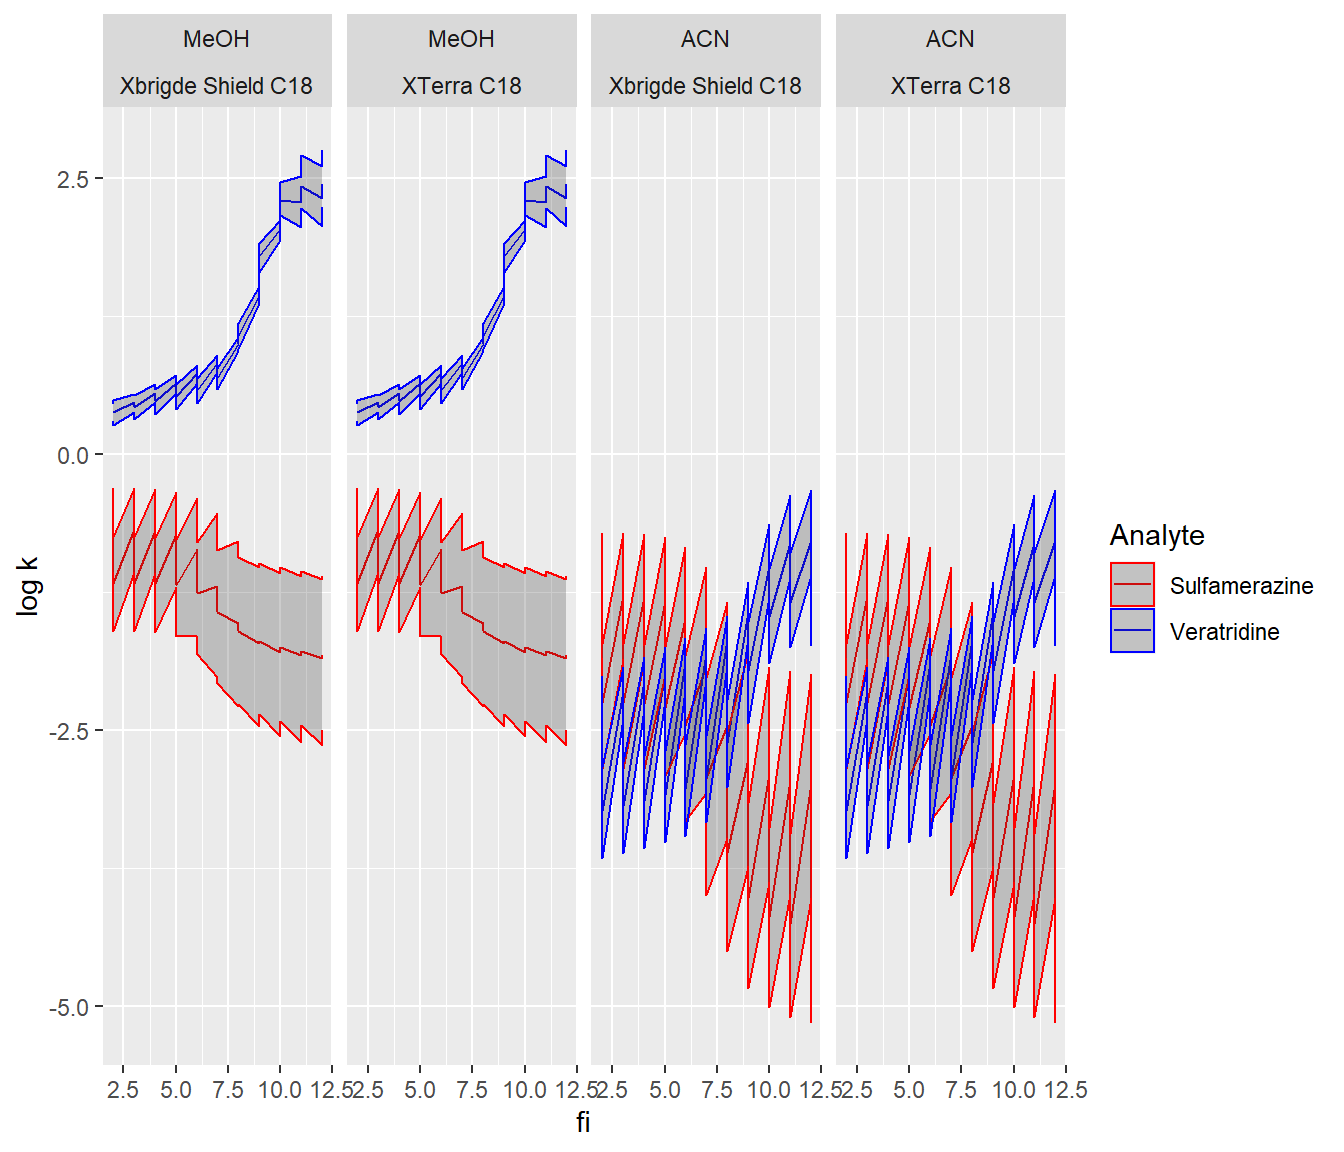 MeOH MeOH ACN ACN
Xbrigde Shield C18 XTerra C18 Xbrigde Shield C18 XTerra C18
2.5
0.0
-2.5
-5.0
log k
2.5 5.0 7.5 10.0 12.5 2.5 5.0 7.5 10.0 12.5 2.5 5.0 7.5 10.0 12.5 2.5 5.0 7.5 10.0 12.5
fi
Analyte
Sulfamerazine
Veratridine